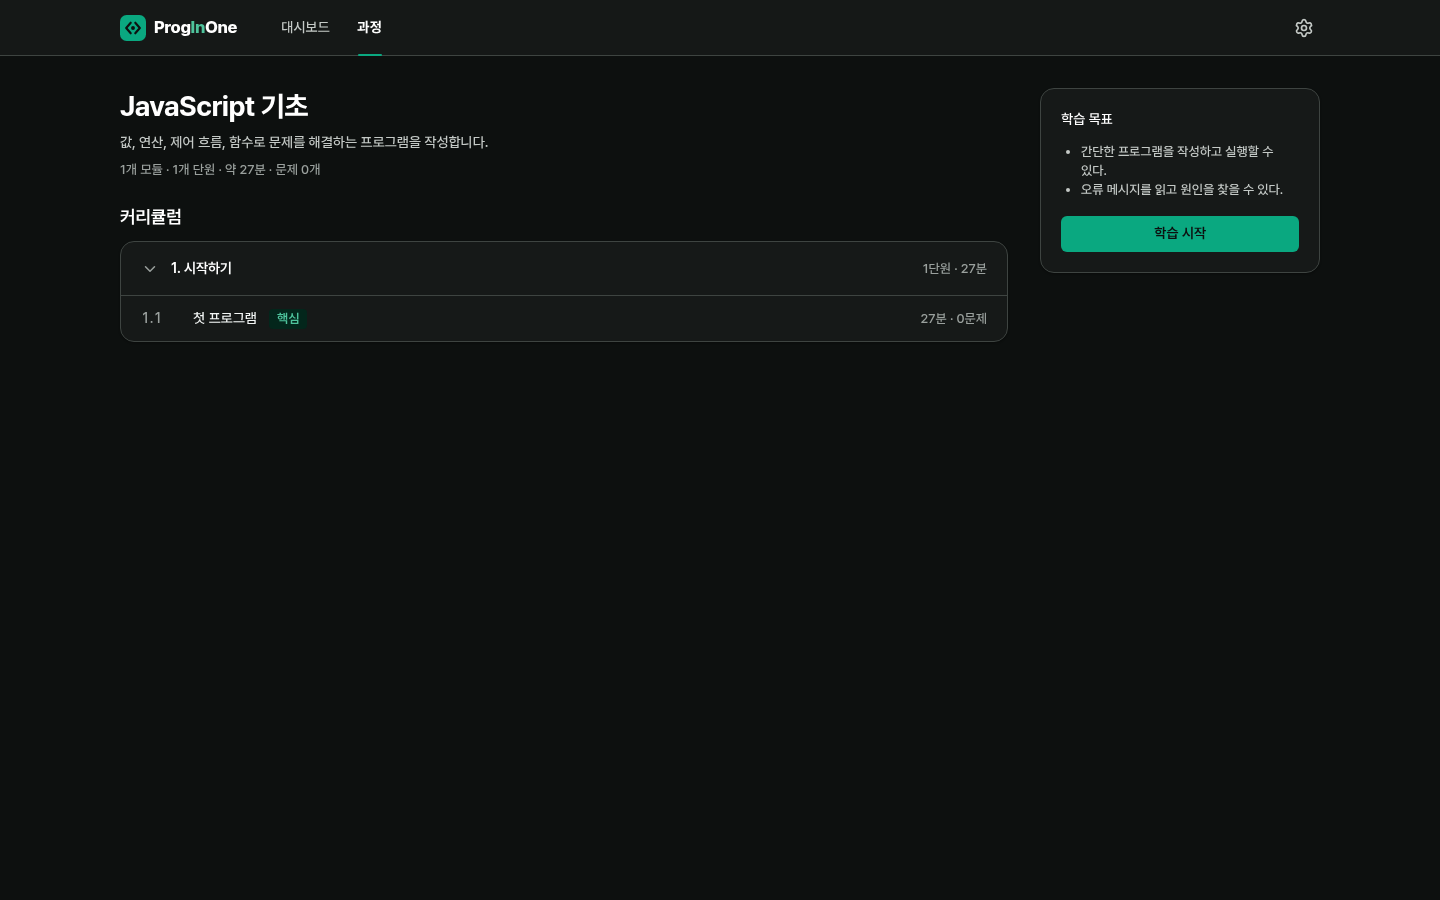 ProgInOne
대시보드
과정
JavaScript 기초
값, 연산, 제어 흐름, 함수로 문제를 해결하는 프로그램을 작성합니다.
1개 모듈 · 1개 단원 · 약 27분 · 문제 0개
커리큘럼
1. 시작하기
1단원 · 27분
1.1
첫 프로그램
핵심
27분 · 0문제
학습 목표
• 간단한 프로그램을 작성하고 실행할 수
있다.
• 오류 메시지를 읽고 원인을 찾을 수 있다.
학습 시작